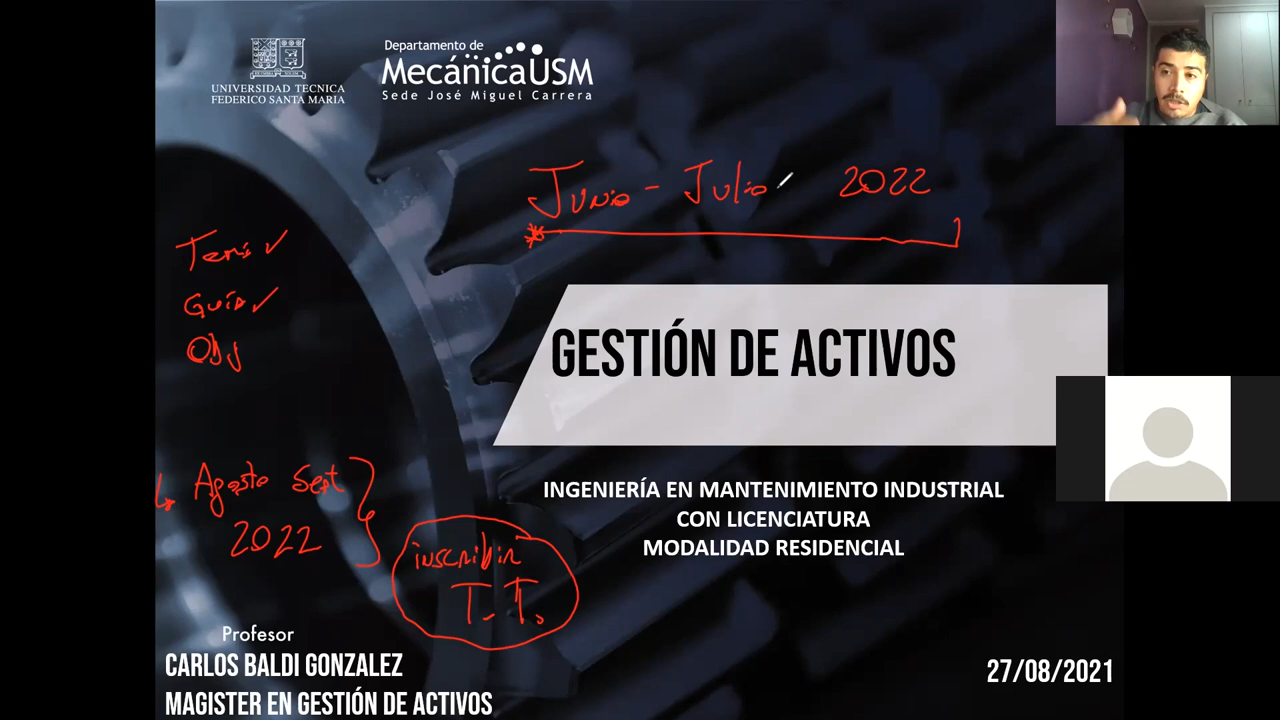 Departamento de
MecánicaUSM
Sede José Miguel Carrera
UNIVERSIDAD TECNICA
FEDERICO SANTA MARIA
Junio - Julio 2022
Guía ✓
Obj
GESTIÓN DE ACTIVOS
Agosto Sept
2022
inscribir
T. T.
INGENIERÍA EN MANTENIMIENTO INDUSTRIAL
CON LICENCIATURA
MODALIDAD RESIDENCIAL
Profesor
CARLOS BALDI GONZALEZ
MAGISTER EN GESTIÓN DE ACTIVOS
27/08/2021